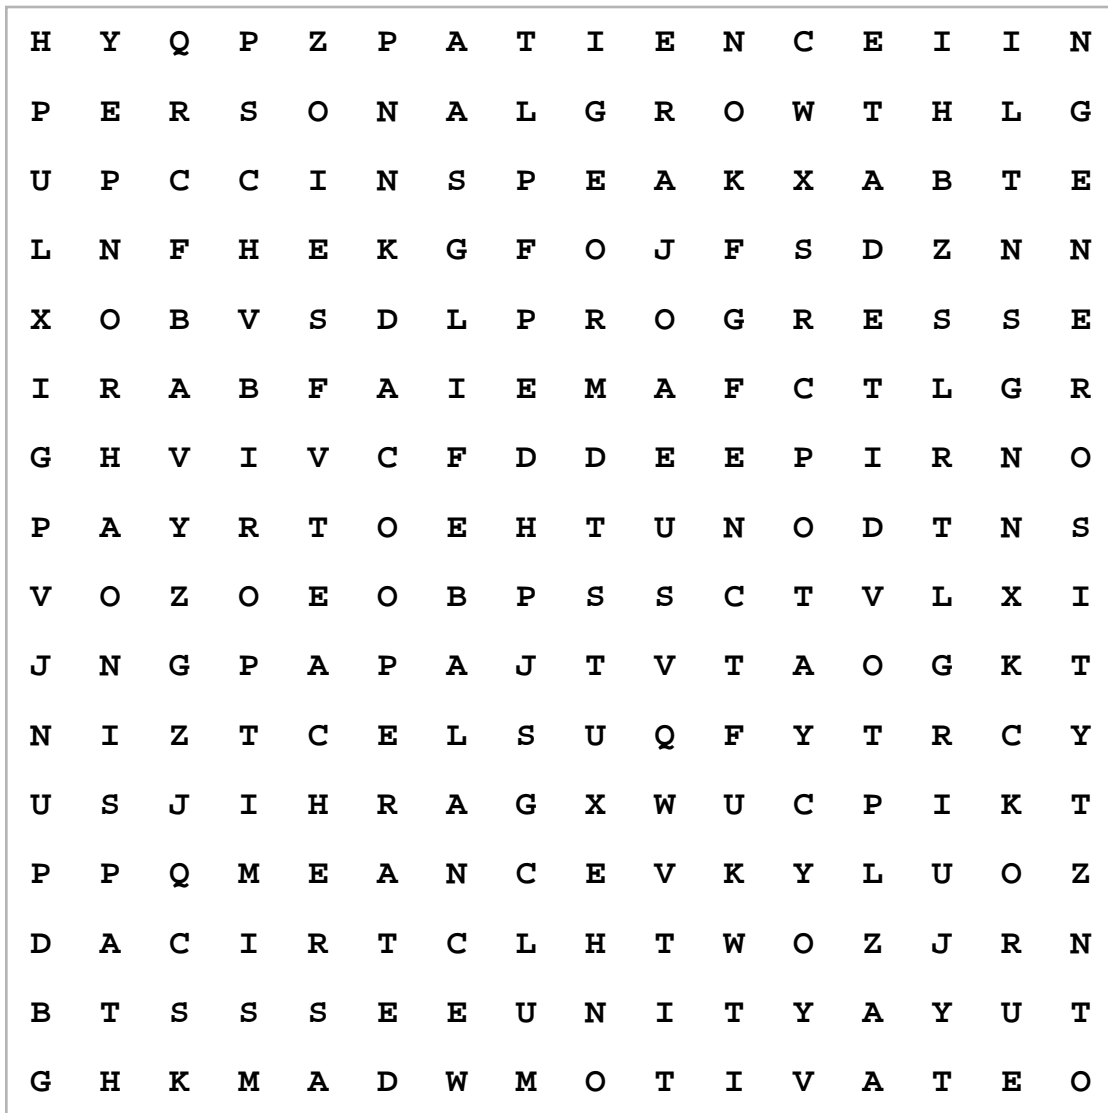 H Y Q P Z P A T I E N C E I I N
P E R S O N A L G R O W T H L G
U P C C I N S P E A K X A B T E
L N F H E K G F O J F S D Z N N
X O B V S D L P R O G R E S S E
I R A B F A I E M A F C T L G R
G H V I V C F D D E E P I R N O
P A Y R T O E H T U N O D T N S
V O Z O E O B P S S C T V L X I
J N G P A P A J T V T A O G K T
N I Z T C E L S U Q F Y T R C Y
U S J I H R A G X W U C P I K T
P P Q M E A N C E V K Y L U O Z
D A C I R T C L H T W O Z J R N
B T S S S E E U N I T Y A Y U T
G H K M A D W M O T I V A T E O